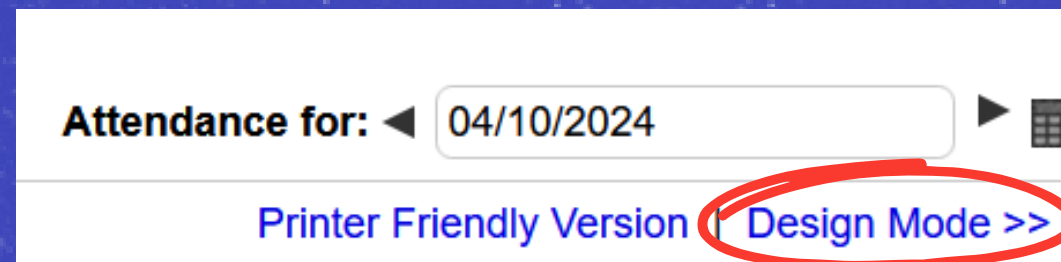 Attendance for: ◀ 04/10/2024 ▶
Printer Friendly Version | Design Mode >>